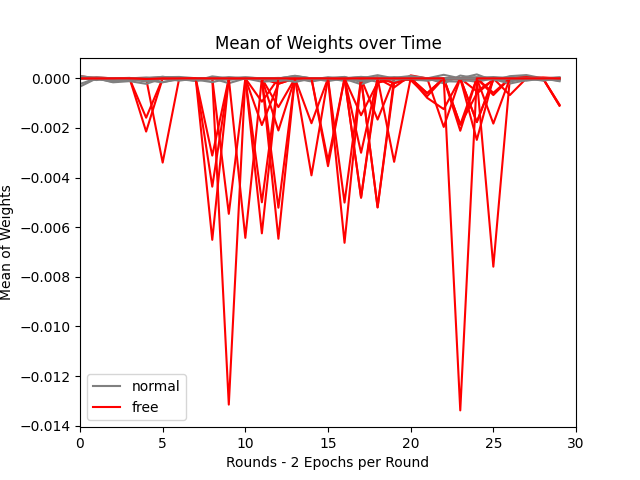 Mean of Weights over Time
Mean of Weights
0.000
−0.002
−0.004
−0.006
−0.008
−0.010
−0.012
−0.014
normal
free
0 5 10 15 20 25 30
Rounds - 2 Epochs per Round